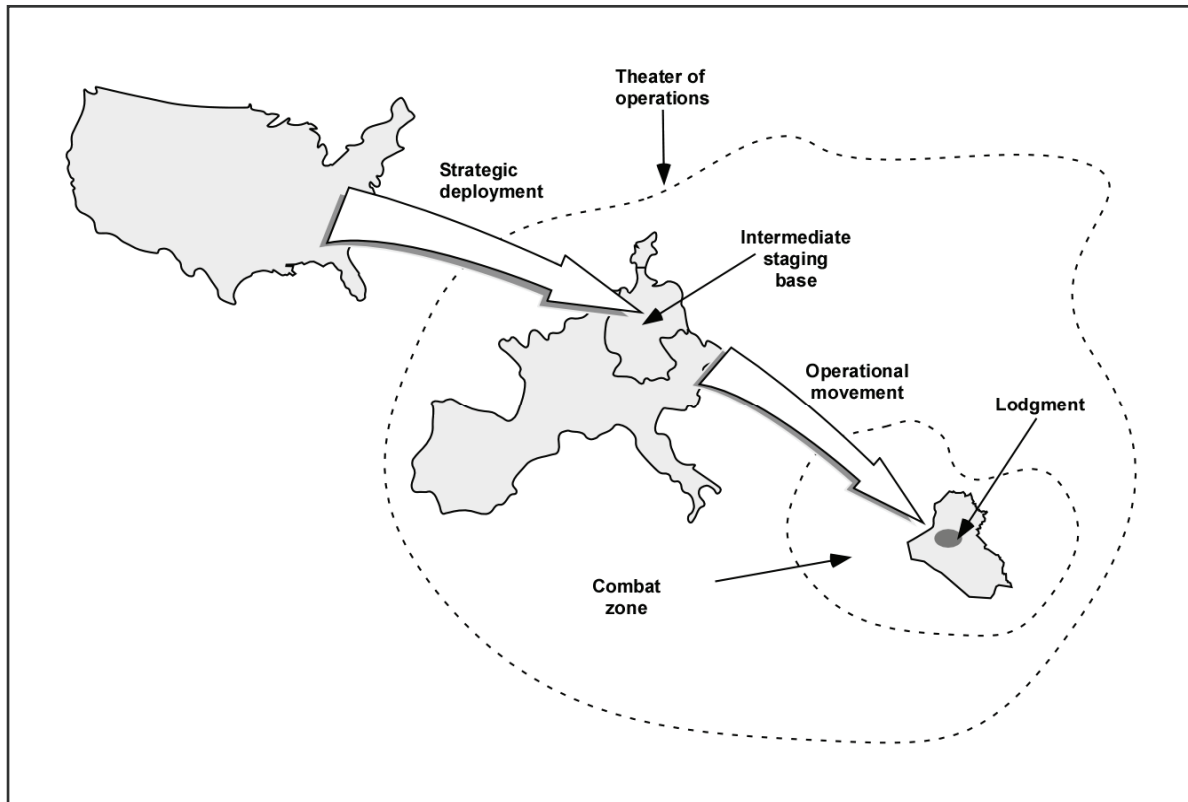 Theater of
operations
Strategic
deployment
Intermediate
staging
base
Operational
movement
Lodgment
Combat
zone